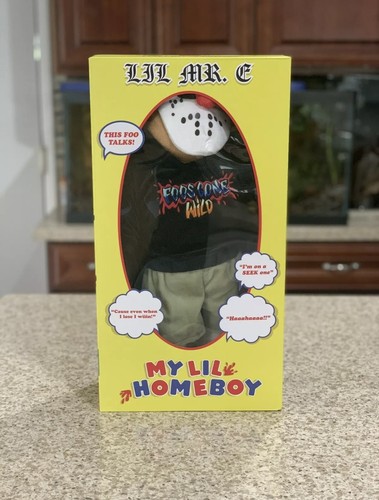 LIL MR. E
THIS FOO
TALKS!
FOOS GONE
WILD
"I'm on a
SEEK one"
"Cause even when
I lose I wiiin!"
"Haaahaaaa!!"
MY LIL
HOMEBOY